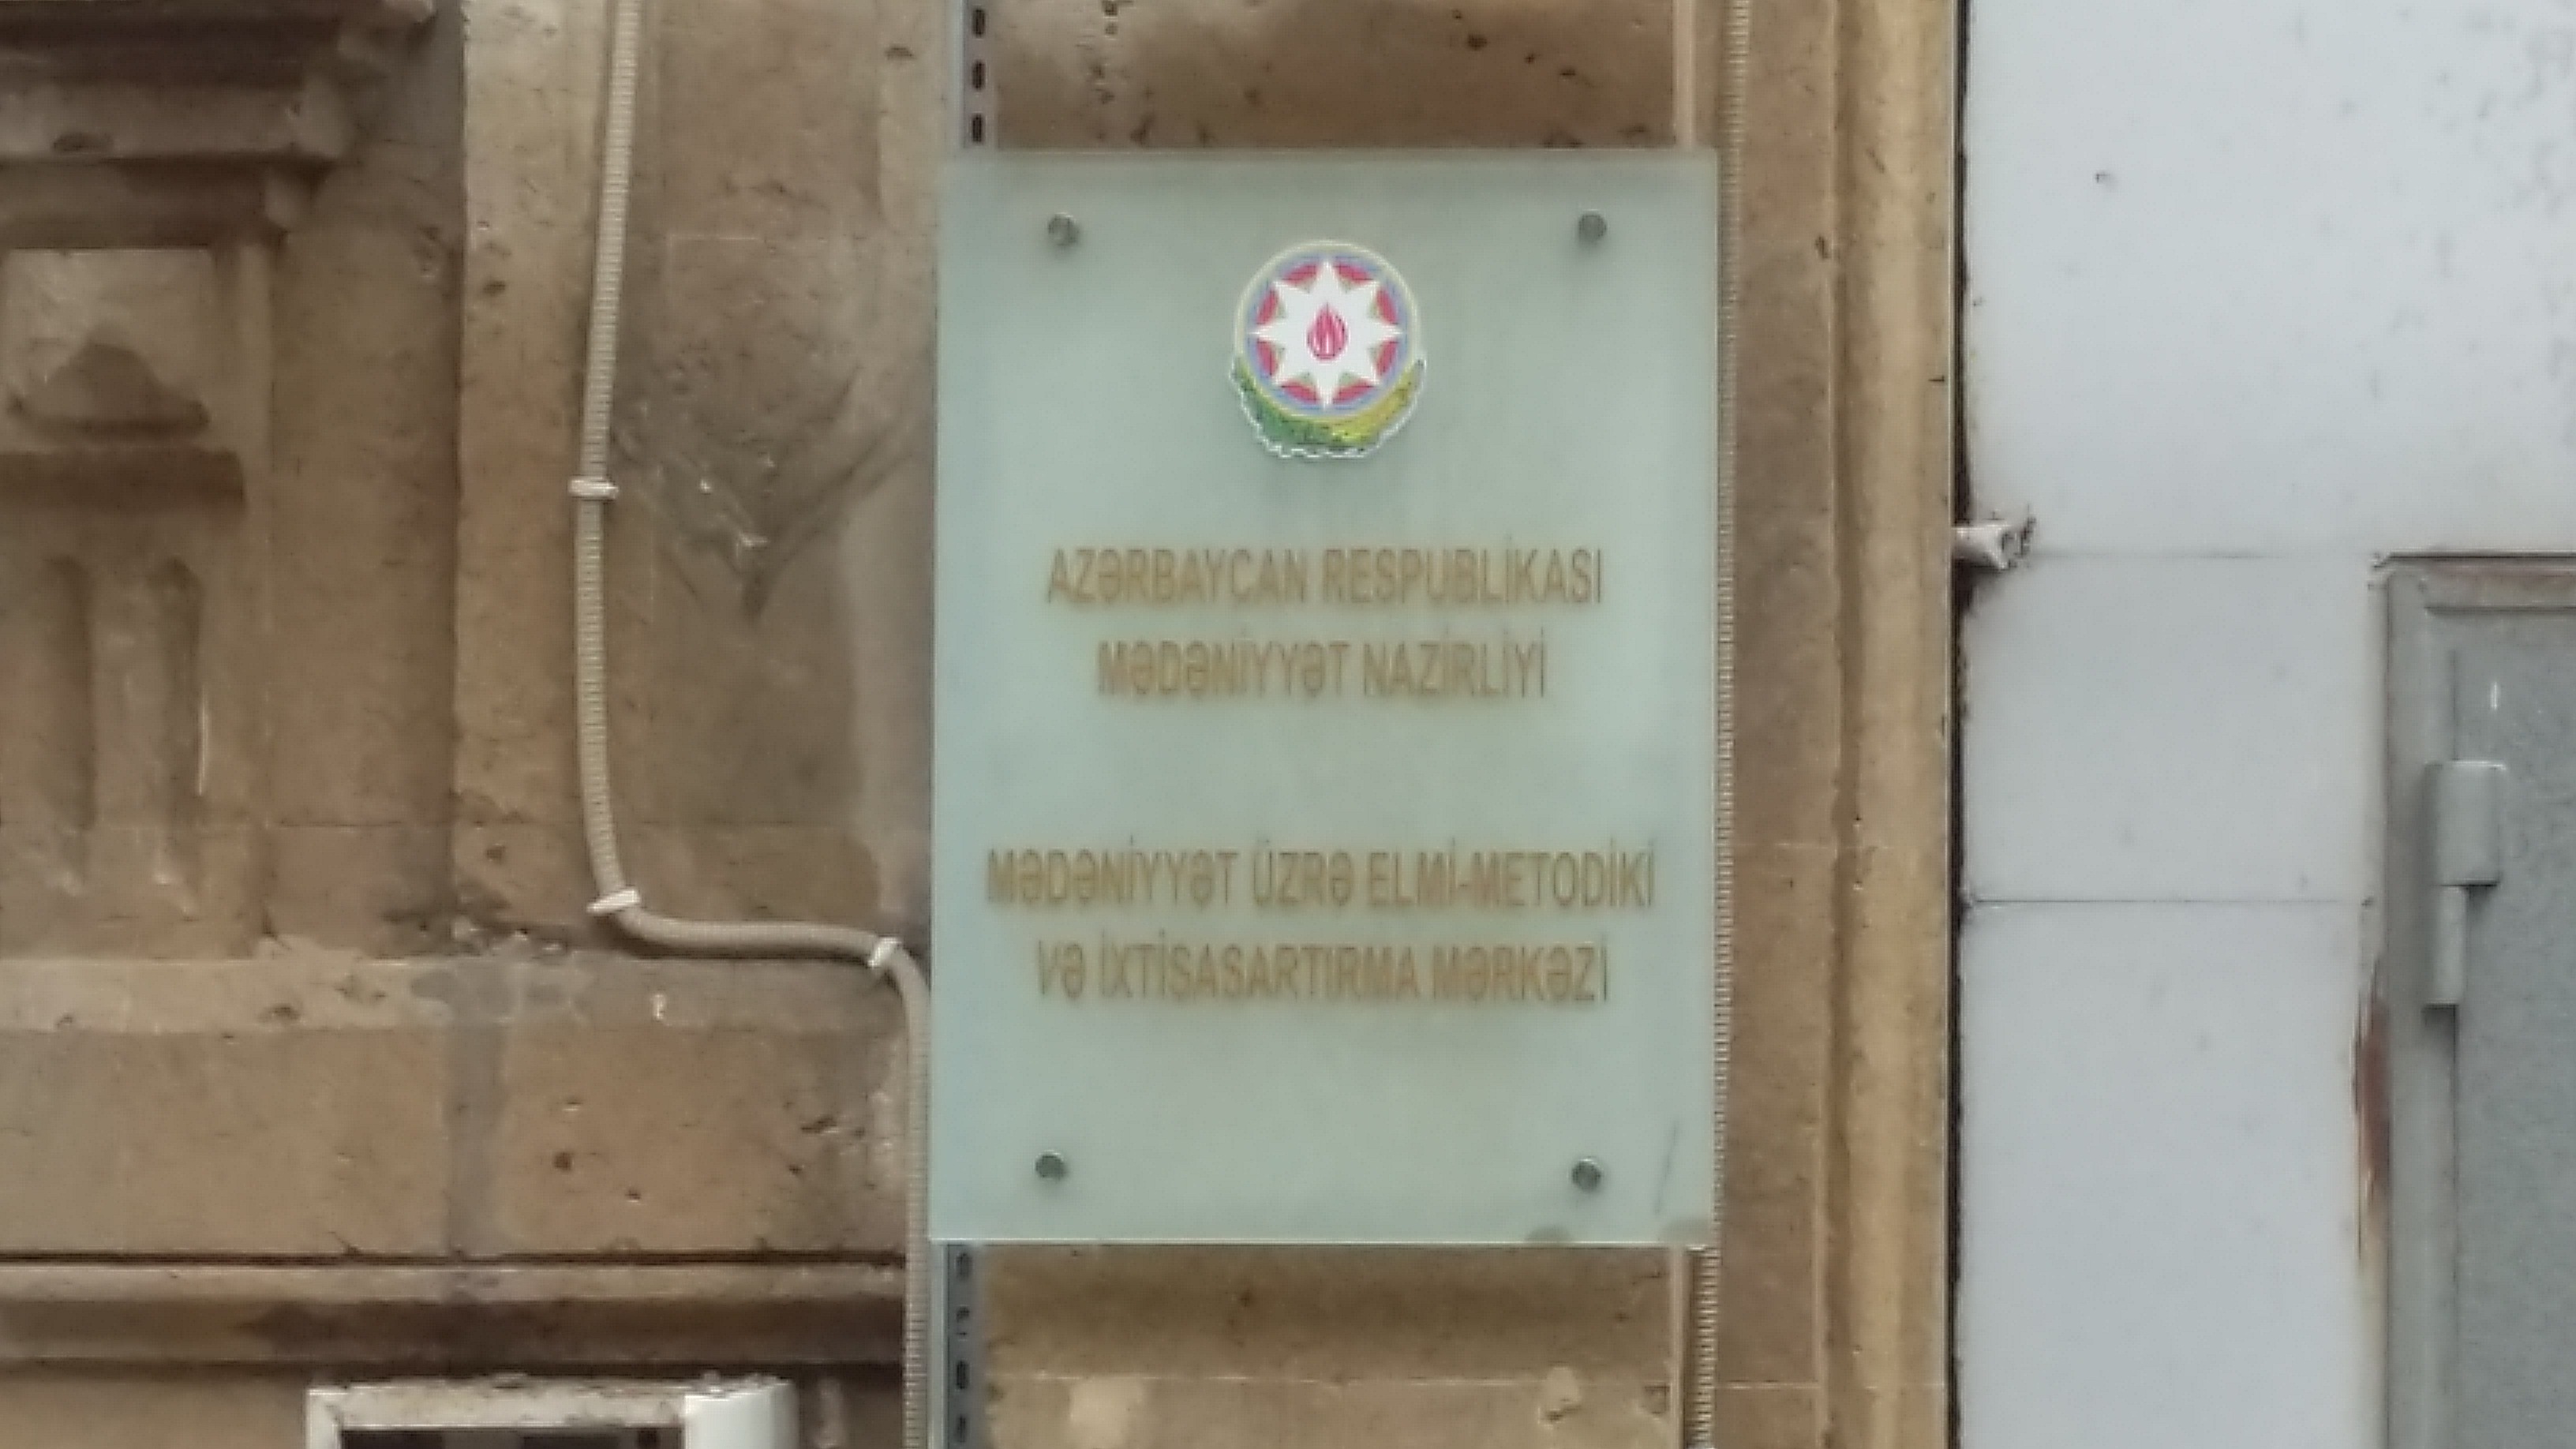 AZƏRBAYCAN RESPUBLİKASI
MƏDƏNİYYƏT NAZİRLİYİ
MƏDƏNİYYƏT ÜZRƏ ELMİ-METODİKİ
VƏ İXTİSASARTIRMA MƏRKƏZİ